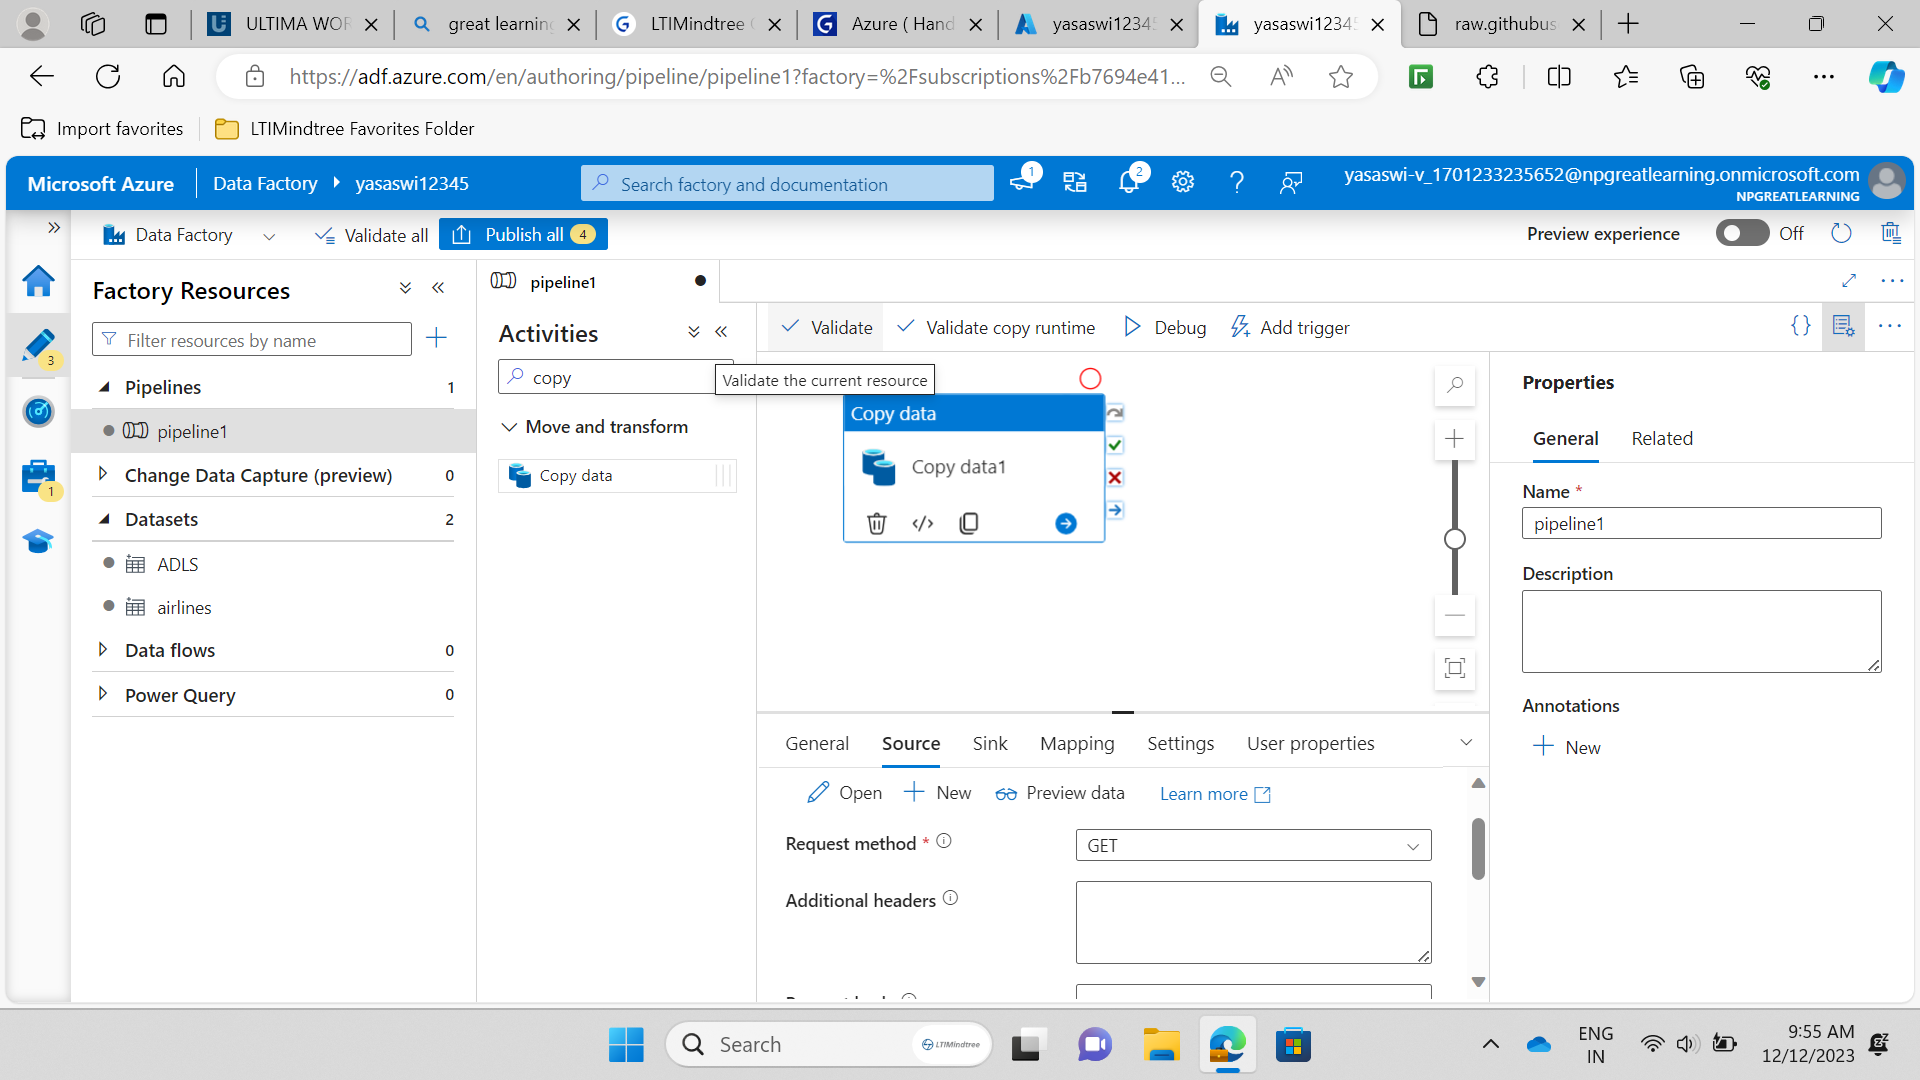 ULTIMA WOR
great learning
LTIMindtree
Azure ( Hand
yasaswi1234
yasaswi1234
raw.githubus
https://adf.azure.com/en/authoring/pipeline/pipeline1?factory=%2Fsubscriptions%2Fb7694e41...
Import favorites
LTIMindtree Favorites Folder
Microsoft Azure
Data Factory
yasaswi12345
Search factory and documentation
1
2
yasaswi-v_1701233235652@npgreatlearning.onmicrosoft.com
NPGREATLEARNING
Data Factory
Validate all
Publish all 4
Preview experience
Off
3
1
Factory Resources
Filter resources by name
Pipelines 1
pipeline1
Change Data Capture (preview) 0
Datasets 2
ADLS
airlines
Data flows 0
Power Query 0
pipeline1
Activities
copy
Move and transform
Copy data
Validate
Validate copy runtime
Debug
Add trigger
Validate the current resource
Copy data
Copy data1
General
Source
Sink
Mapping
Settings
User properties
Open
New
Preview data
Learn more
Request method *
GET
Additional headers
Properties
General
Related
Name *
pipeline1
Description
Annotations
New
Search
LTIMindtree
ENG
IN
9:55 AM
12/12/2023